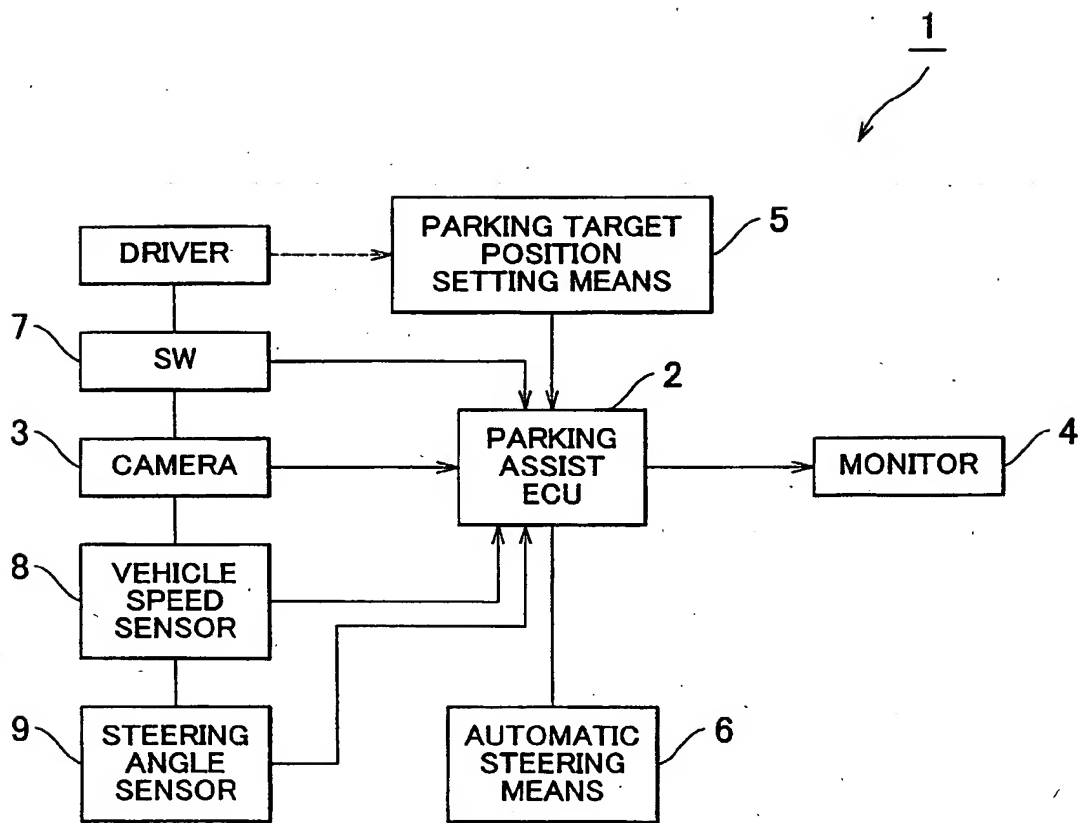 1
DRIVER
PARKING TARGET
POSITION
SETTING MEANS
5
7
SW
2
3
CAMERA
PARKING
ASSIST
ECU
MONITOR
4
8
VEHICLE
SPEED
SENSOR
9
STEERING
ANGLE
SENSOR
AUTOMATIC
STEERING
MEANS
6